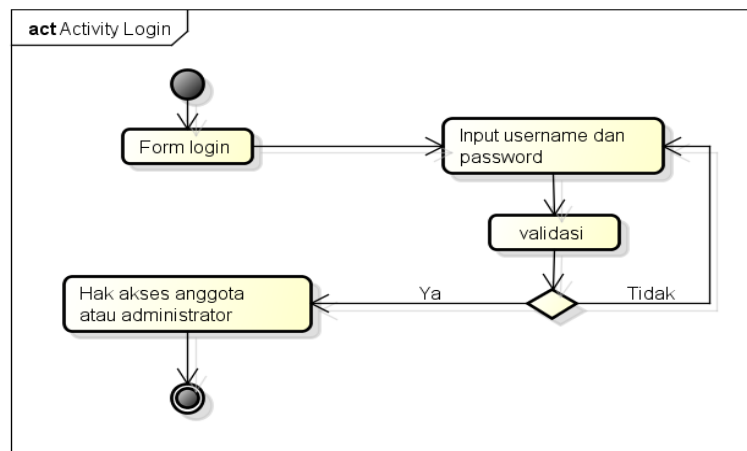 act Activity Login
Form login
Input username dan
password
validasi
Ya
Tidak
Hak akses anggota
atau administrator